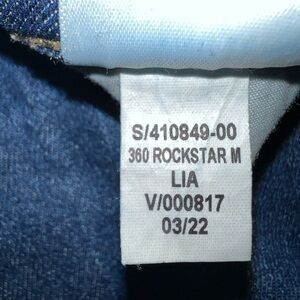 S/410849-00
360 ROCKSTAR M
LIA
V/000817
03/22